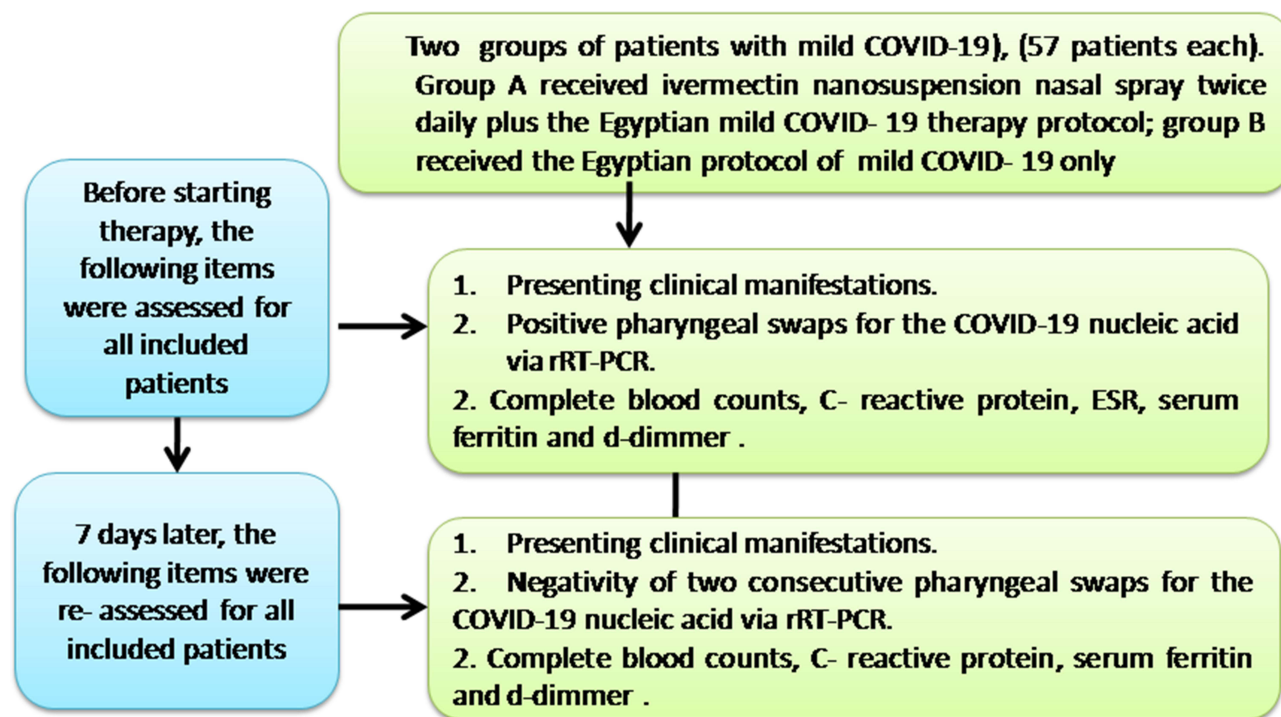 Two groups of patients with mild COVID-19), (57 patients each).
Group A received ivermectin nanosuspension nasal spray twice
daily plus the Egyptian mild COVID- 19 therapy protocol; group B
received the Egyptian protocol of mild COVID- 19 only
Before starting
therapy, the
following items
were assessed for
all included
patients
1. Presenting clinical manifestations.
2. Positive pharyngeal swaps for the COVID-19 nucleic acid
via rRT-PCR.
2. Complete blood counts, C- reactive protein, ESR, serum
ferritin and d-dimmer .
7 days later, the
following items were
re- assessed for all
included patients
1. Presenting clinical manifestations.
2. Negativity of two consecutive pharyngeal swaps for the
COVID-19 nucleic acid via rRT-PCR.
2. Complete blood counts, C- reactive protein, serum ferritin
and d-dimmer .